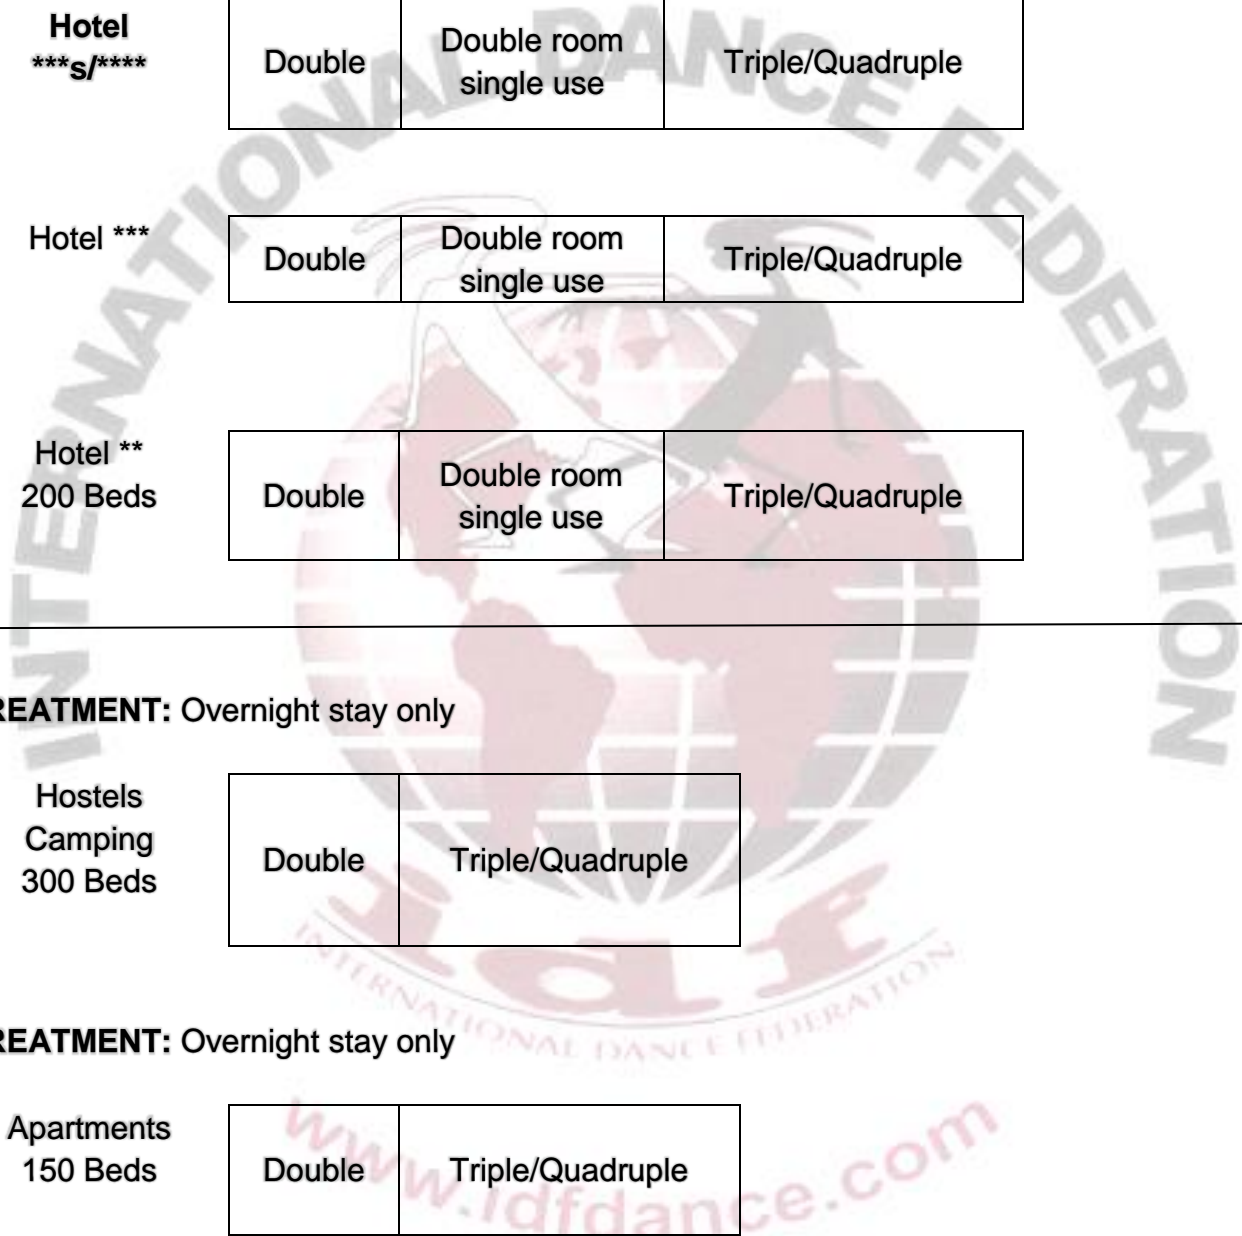 Hotel
***s/****
Double
Double room
single use
Triple/Quadruple
Hotel ***
Double
Double room
single use
Triple/Quadruple
Hotel **
200 Beds
Double
Double room
single use
Triple/Quadruple
REATMENT: Overnight stay only
Hostels
Camping
300 Beds
Double
Triple/Quadruple
REATMENT: Overnight stay only
Apartments
150 Beds
Double
Triple/Quadruple
INTERNATIONAL DANCE FEDERATION
idf
INTERNATIONAL DANCE FEDERATION
www.idfdance.com